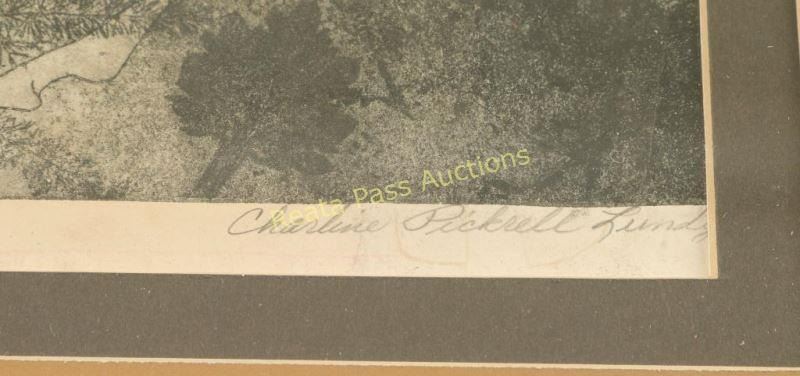 Reata Pass Auctions
Charline Pickrell Lundy